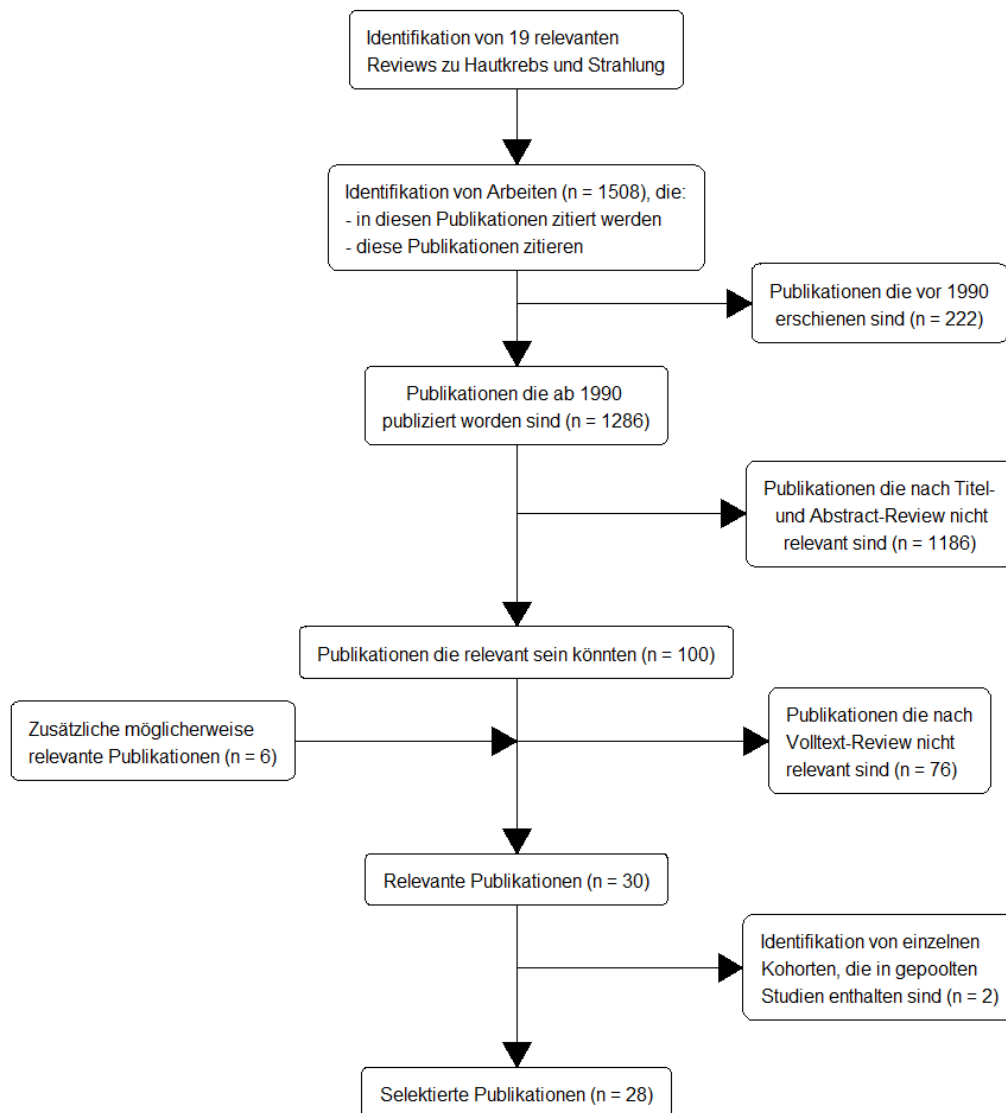 Identifikation von 19 relevanten
Reviews zu Hautkrebs und Strahlung
Identifikation von Arbeiten (n = 1508), die:
- in diesen Publikationen zitiert werden
- diese Publikationen zitieren
Publikationen die vor 1990
erschienen sind (n = 222)
Publikationen die ab 1990
publiziert worden sind (n = 1286)
Publikationen die nach Titel-
und Abstract-Review nicht
relevant sind (n = 1186)
Publikationen die relevant sein könnten (n = 100)
Zusätzliche möglicherweise
relevante Publikationen (n = 6)
Publikationen die nach
Volltext-Review nicht
relevant sind (n = 76)
Relevante Publikationen (n = 30)
Identifikation von einzelnen
Kohorten, die in gepoolten
Studien enthalten sind (n = 2)
Selektierte Publikationen (n = 28)